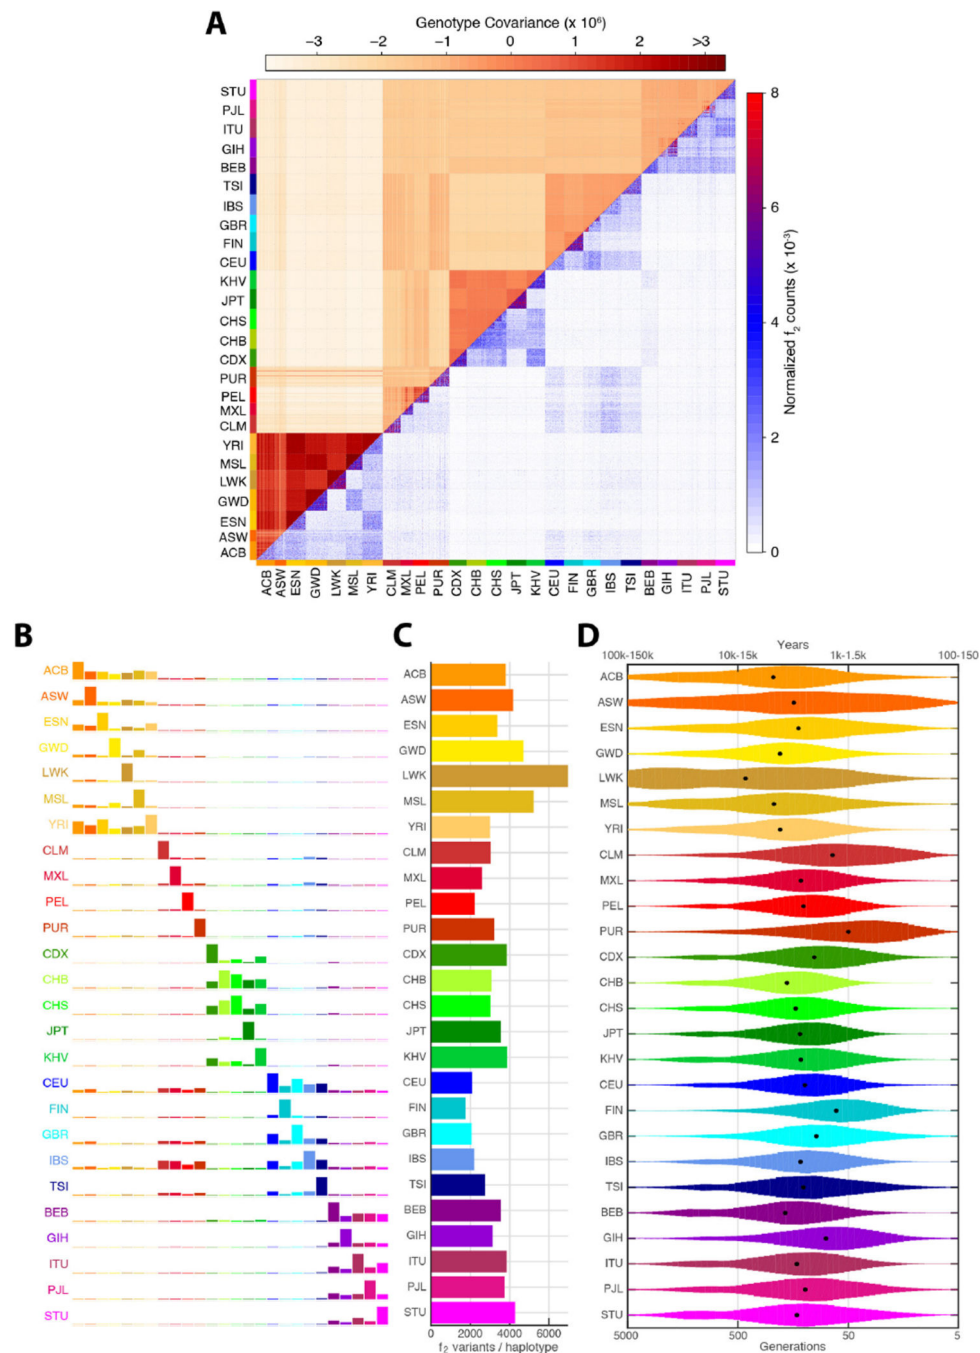 A
Genotype Covariance (x 10⁶)
−3 −2 −1 0 1 2 >3
STU
PJL
ITU
GIH
BEB
TSI
IBS
GBR
FIN
CEU
KHV
JPT
CHS
CHB
CDX
PUR
PEL
MXL
CLM
YRI
MSL
LWK
GWD
ESN
ASW
ACB
ACB ASW ESN GWD LWK MSL YRI CLM MXL PEL PUR CDX CHB CHS JPT KHV CEU FIN GBR IBS TSI BEB GIH ITU PJL STU
8
6
4
2
0
Normalized f₂ counts (x 10⁻³)
B
ACB
ASW
ESN
GWD
LWK
MSL
YRI
CLM
MXL
PEL
PUR
CDX
CHB
CHS
JPT
KHV
CEU
FIN
GBR
IBS
TSI
BEB
GIH
ITU
PJL
STU
C
ACB
ASW
ESN
GWD
LWK
MSL
YRI
CLM
MXL
PEL
PUR
CDX
CHB
CHS
JPT
KHV
CEU
FIN
GBR
IBS
TSI
BEB
GIH
ITU
PJL
STU
0 2000 4000 6000
f₂ variants / haplotype
D
Years
100k-150k 10k-15k 1k-1.5k 100-150
ACB
ASW
ESN
GWD
LWK
MSL
YRI
CLM
MXL
PEL
PUR
CDX
CHB
CHS
JPT
KHV
CEU
FIN
GBR
IBS
TSI
BEB
GIH
ITU
PJL
STU
5000 500 50 5
Generations